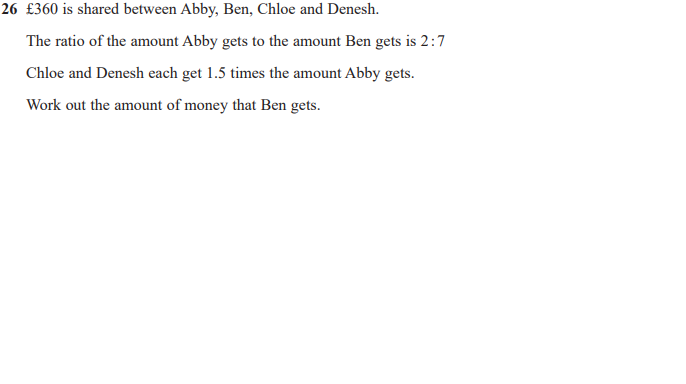 26 £360 is shared between Abby, Ben, Chloe and Denesh.
The ratio of the amount Abby gets to the amount Ben gets is 2:7
Chloe and Denesh each get 1.5 times the amount Abby gets.
Work out the amount of money that Ben gets.